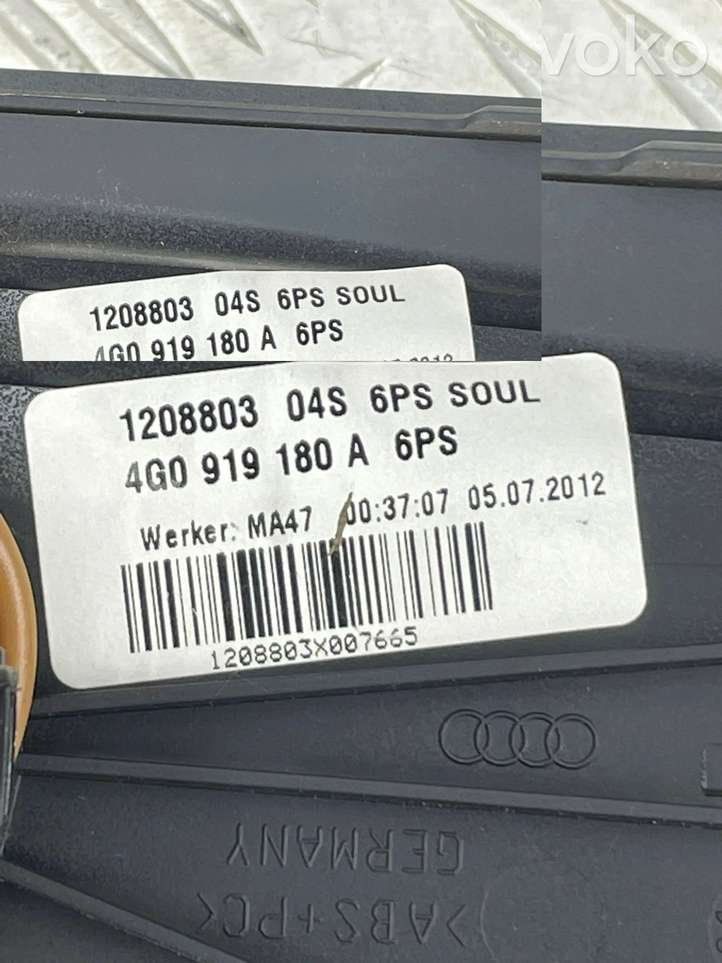 voko
1208803 04S 6PS SOUL
4G0 919 180 A 6PS
1208803 04S 6PS SOUL
4G0 919 180 A 6PS
Werker: MA47 00:37:07 05.07.2012
1208803X007665
GERMANY
>ABS+PC<